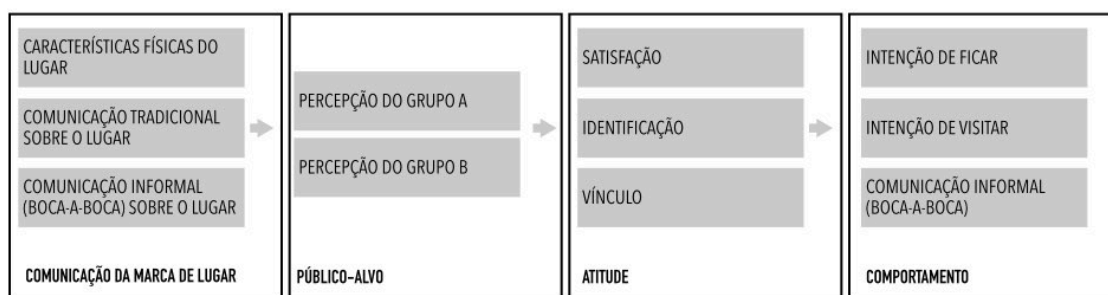 CARACTERÍSTICAS FÍSICAS DO
LUGAR
COMUNICAÇÃO TRADICIONAL
SOBRE O LUGAR
COMUNICAÇÃO INFORMAL
(BOCA-A-BOCA) SOBRE O LUGAR
COMUNICAÇÃO DA MARCA DE LUGAR
PERCEPÇÃO DO GRUPO A
PERCEPÇÃO DO GRUPO B
PÚBLICO-ALVO
SATISFAÇÃO
IDENTIFICAÇÃO
VÍNCULO
ATITUDE
INTENÇÃO DE FICAR
INTENÇÃO DE VISITAR
COMUNICAÇÃO INFORMAL
(BOCA-A-BOCA)
COMPORTAMENTO